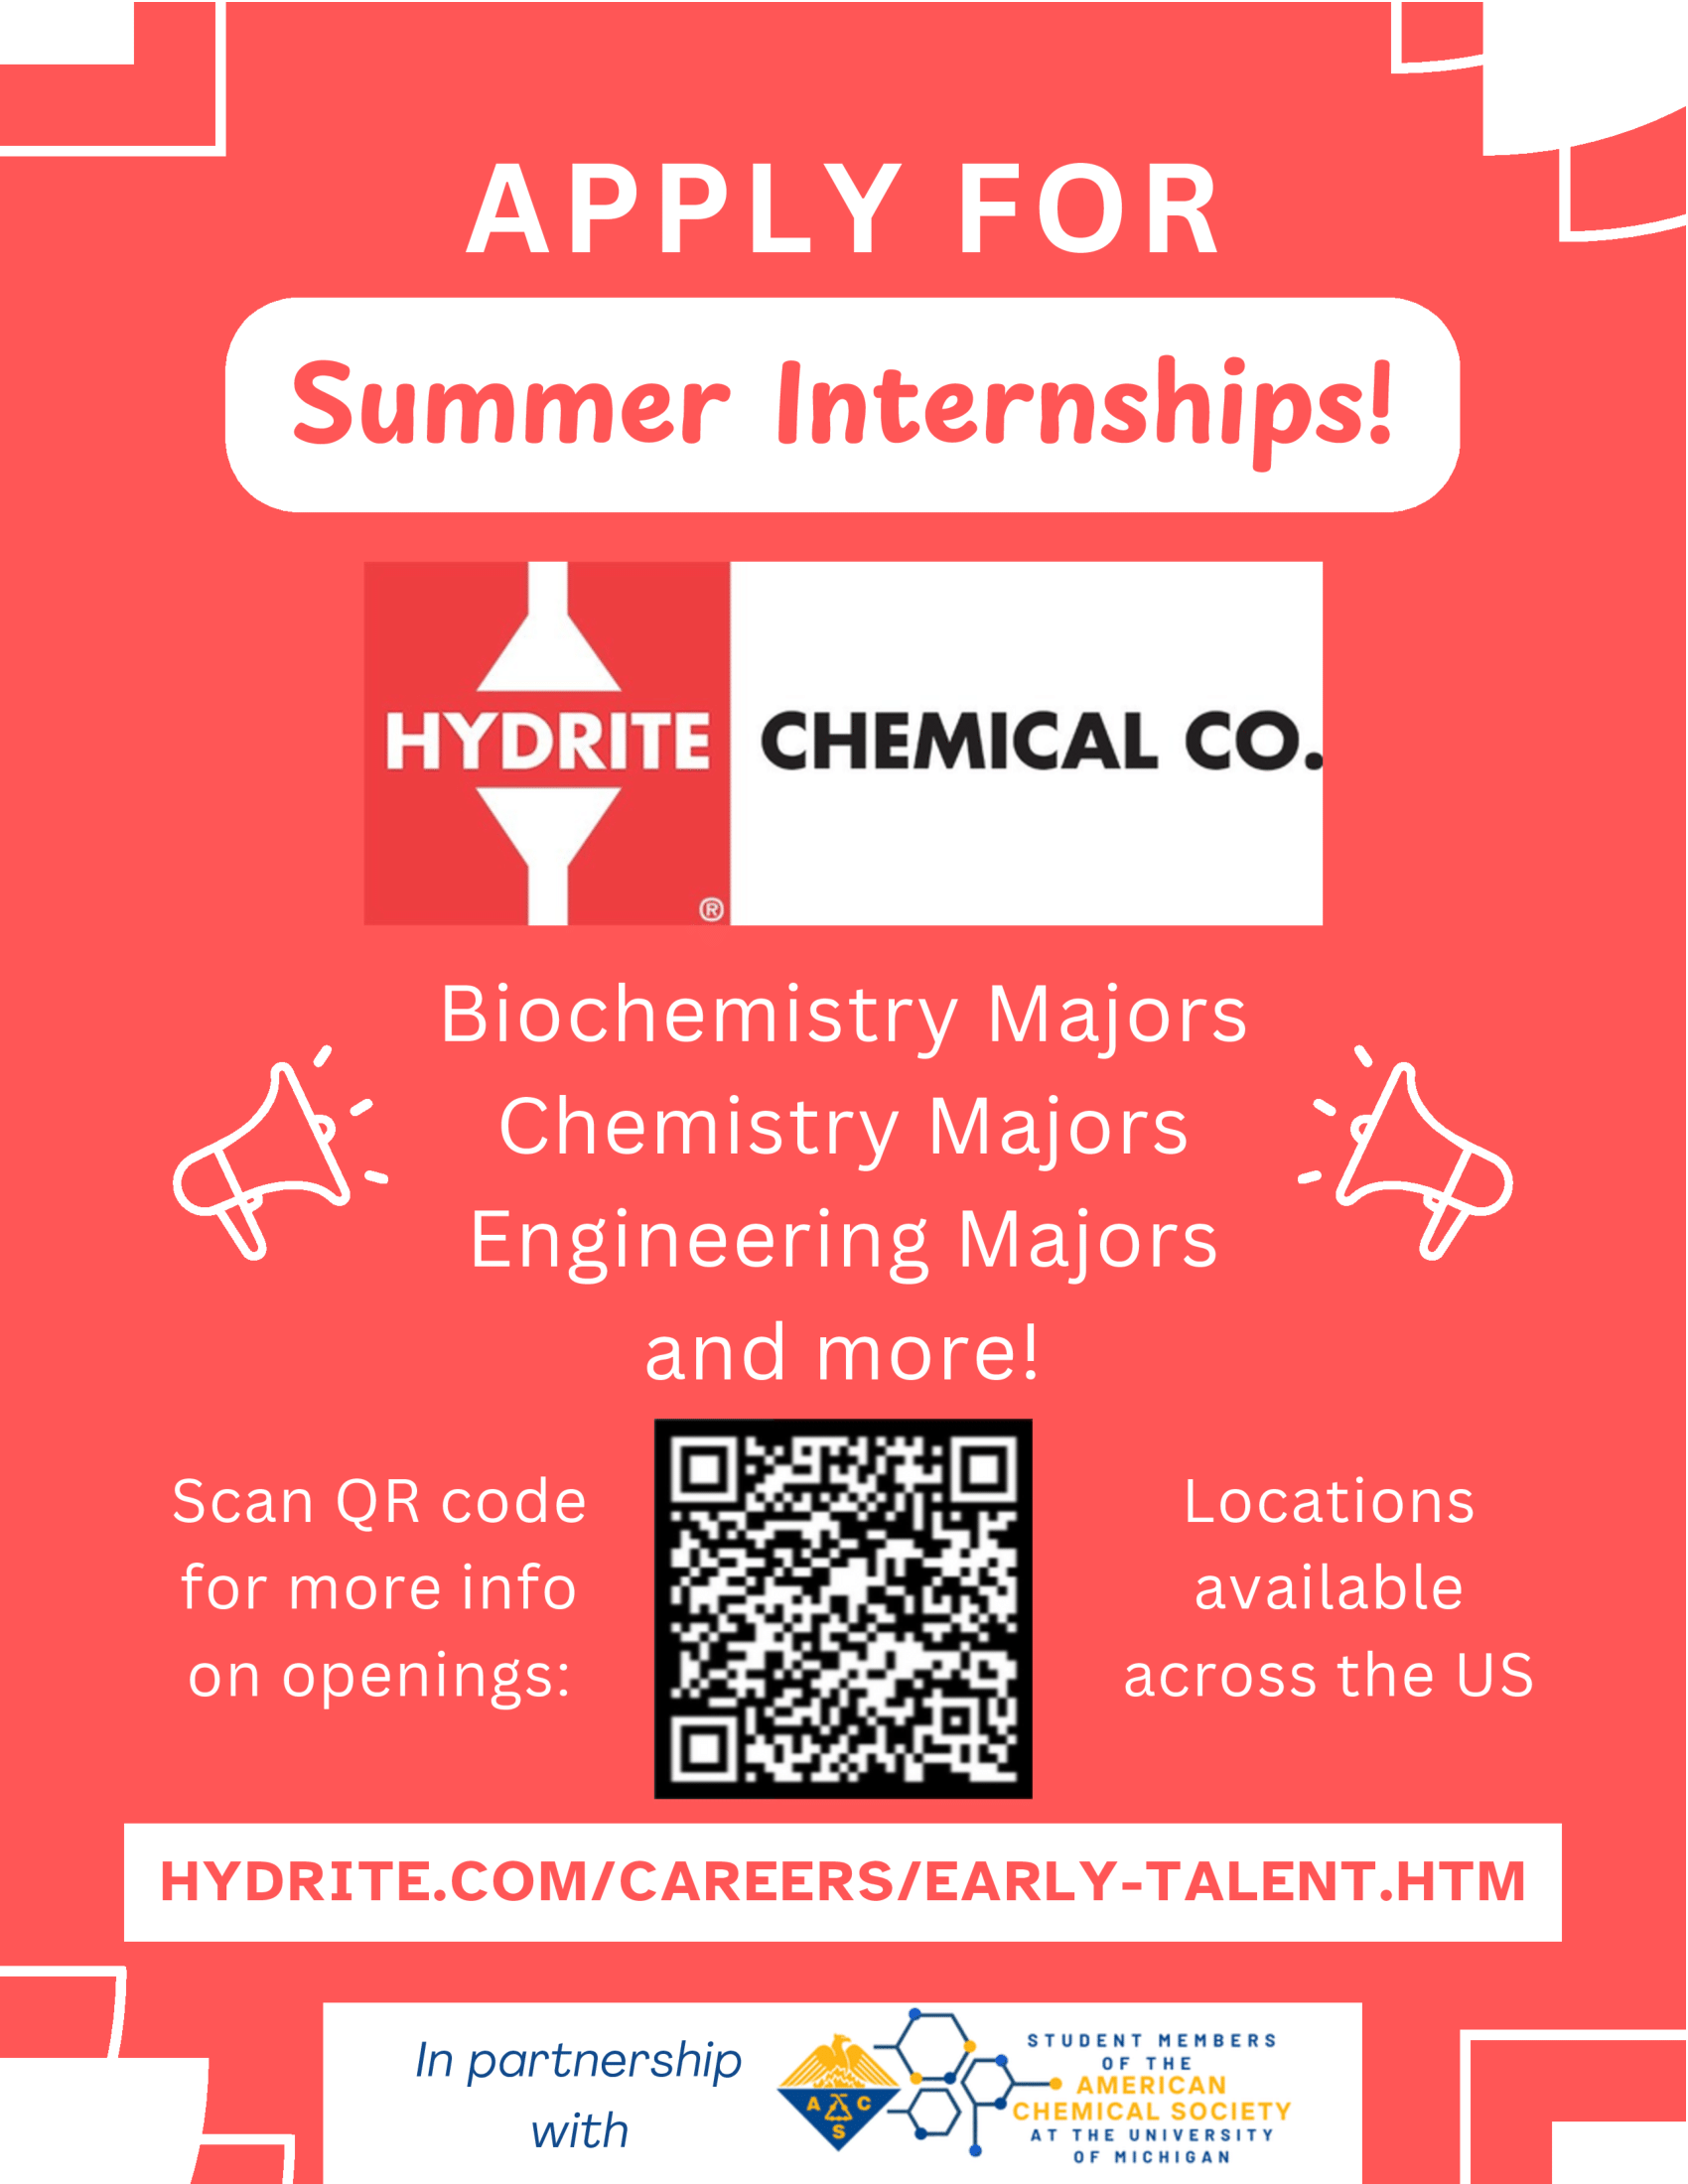 APPLY FOR
Summer Internships!
HYDRITE CHEMICAL CO.
®
Biochemistry Majors
Chemistry Majors
Engineering Majors
and more!
Scan QR code
for more info
on openings:
Locations
available
across the US
HYDRITE.COM/CAREERS/EARLY-TALENT.HTM
In partnership
with
A C
S
STUDENT MEMBERS
OF THE
AMERICAN
CHEMICAL SOCIETY
AT THE UNIVERSITY
OF MICHIGAN